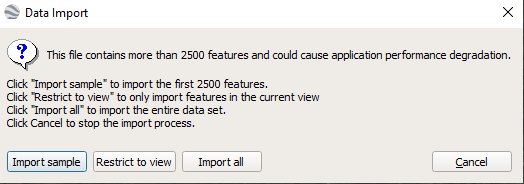 Data Import
This file contains more than 2500 features and could cause application performance degradation.
Click "Import sample" to import the first 2500 features.
Click "Restrict to view" to only import features in the current view
Click "Import all" to import the entire data set.
Click Cancel to stop the import process.
Import sample Restrict to view Import all Cancel